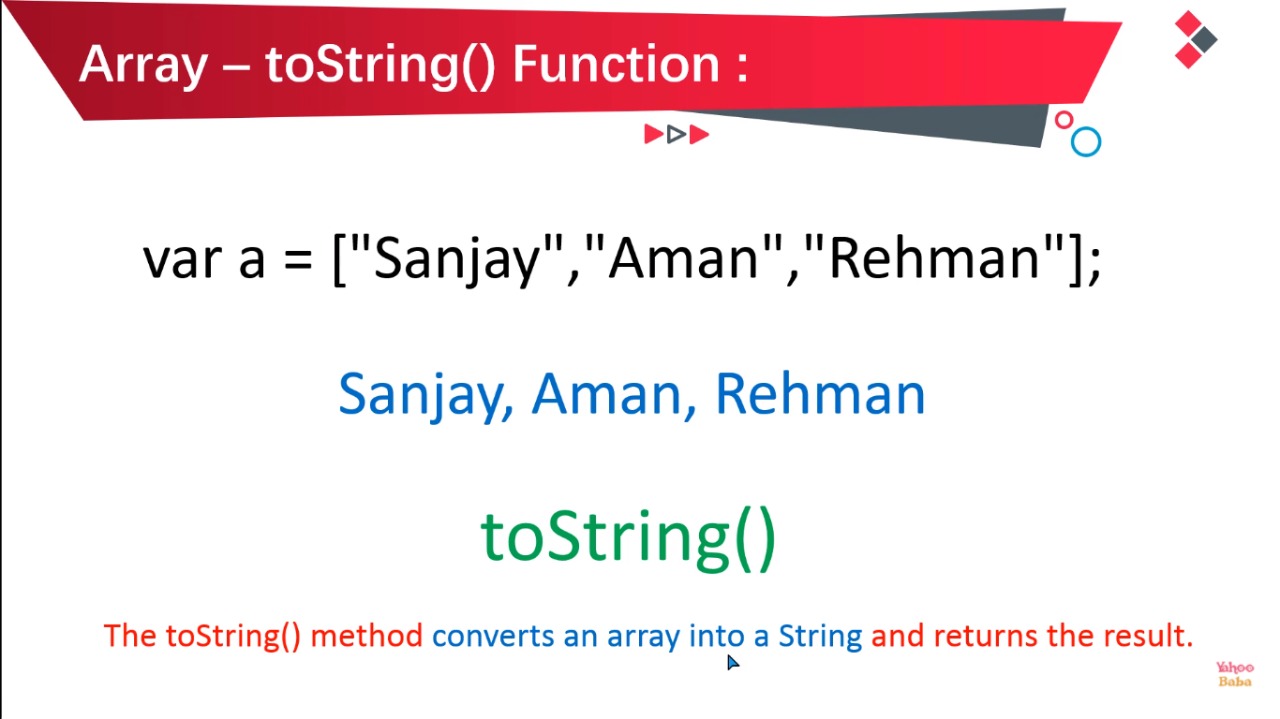 Array – toString() Function :
var a = ["Sanjay","Aman","Rehman"];
Sanjay, Aman, Rehman
toString()
The toString() method converts an array into a String and returns the result.
Yahoo
Baba